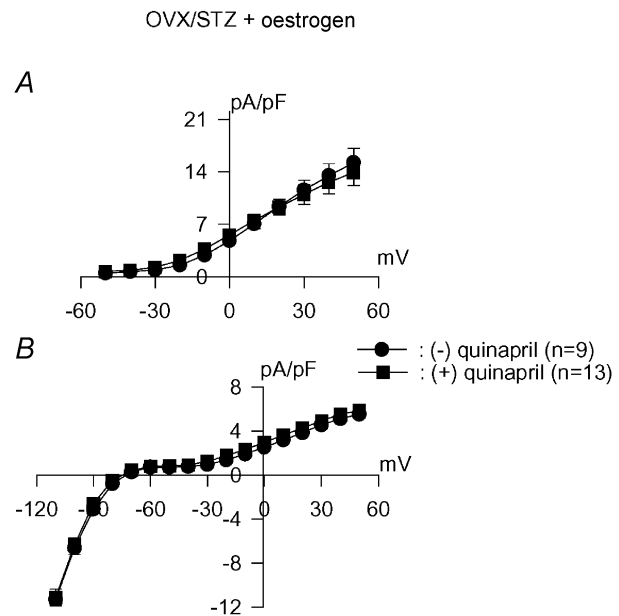 OVX/STZ + oestrogen
A
pA/pF
21
14
7
0
mV
-60 -30 0 30 60
B
: (-) quinapril (n=9)
: (+) quinapril (n=13)
pA/pF
8
4
0
mV
-120 -90 -60 -30 0 30 60
-4
-8
-12